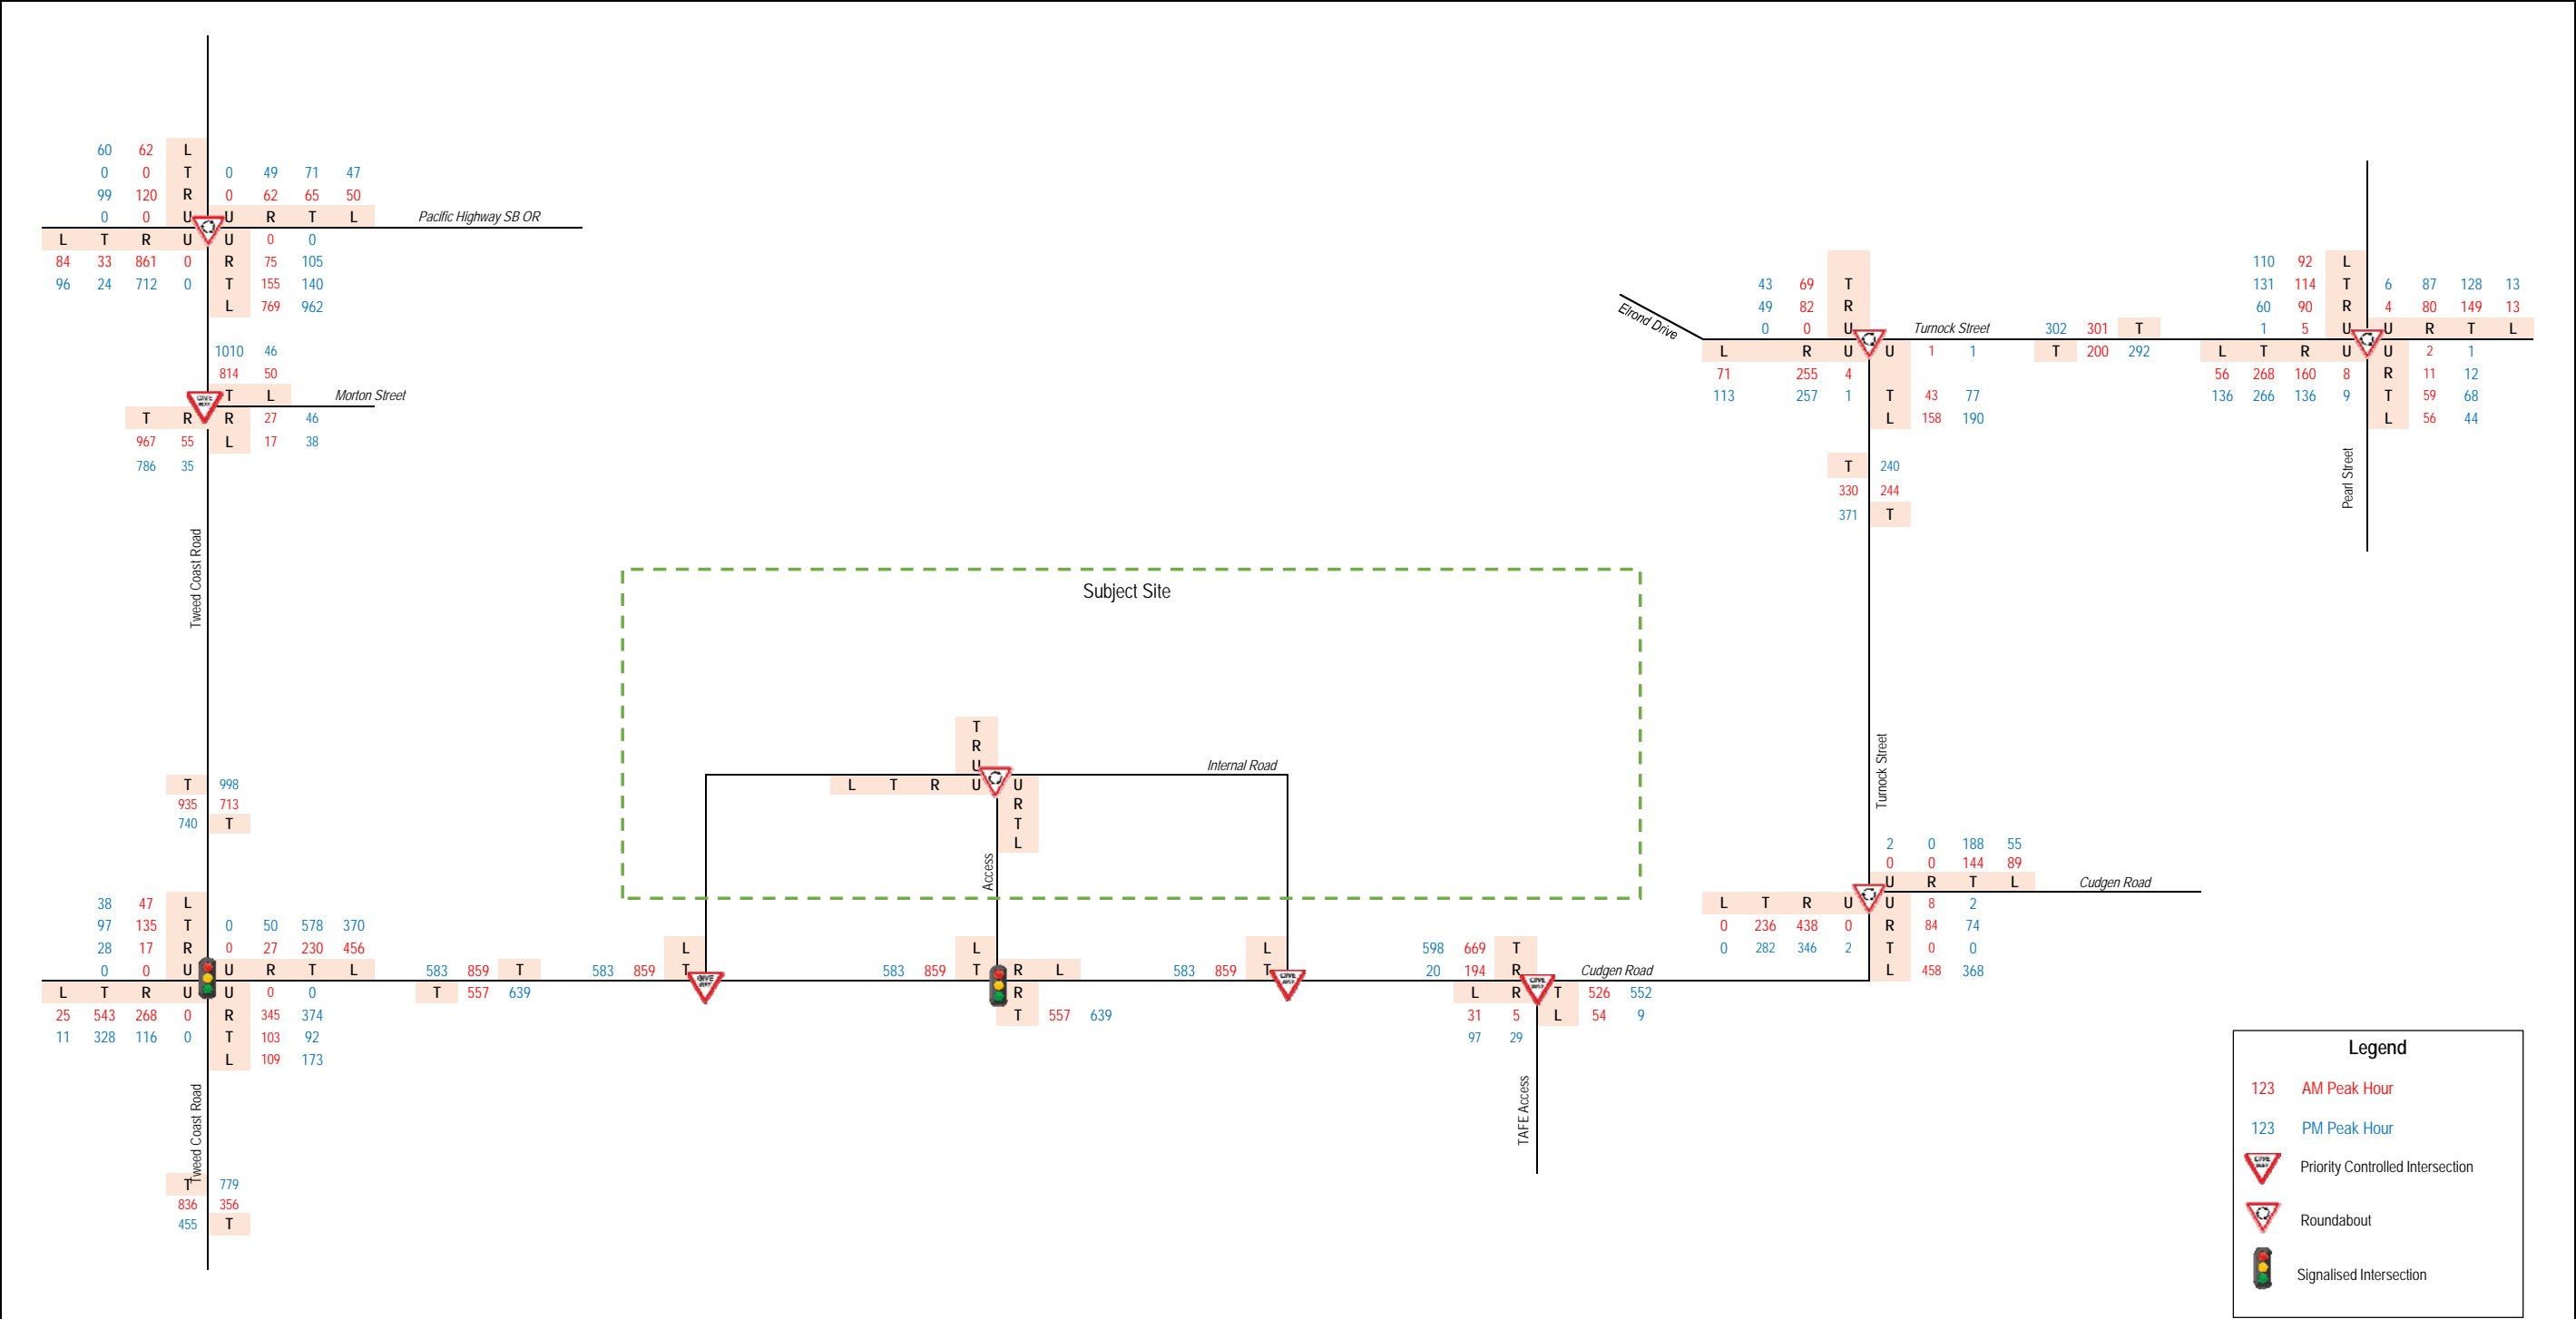 60 62 L
0 0 T 0 49 71 47
99 120 R 0 62 65 50
0 0 U U R T L Pacific Highway SB OR
L T R U U 0 0
84 33 861 0 R 75 105
96 24 712 0 T 155 140
L 769 962
1010 46
814 50
GIVE WAY T L Morton Street
T R R 27 46
967 55 L 17 38
786 35
Tweed Coast Road
T 998
935 713
740 T
38 47 L
97 135 T 0 50 578 370
28 17 R 0 27 230 456
0 0 U U R T L
L T R U U 0 0
25 543 268 0 R 345 374
11 328 116 0 T 103 92
L 109 173
Tweed Coast Road
T 779
836 356
455 T
583 859 T
T 557 639
Subject Site
T
R
U
Internal Road
L T R U U
R
T
L
Access
L
583 859 T GIVE WAY
L
583 859 T R L
R
T 557 639
L
583 859 T GIVE WAY
598 669 T
20 194 R Cudgen Road
GIVE WAY
L R T 526 552
31 5 L 54 9
97 29
TAFE Access
Elrond Drive
43 69 T
49 82 R
0 0 U Turnock Street
L R U U 1 1
71 255 4
113 257 1 T 43 77
L 158 190
T 240
330 244
371 T
Turnock Street
302 301 T
T 200 292
110 92 L
131 114 T 6 87 128 13
60 90 R 4 80 149 13
1 5 U U R T L
L T R U U 2 1
56 268 160 8 R 11 12
136 266 136 9 T 59 68
L 56 44
Pearl Street
2 0 188 55
0 0 144 89
U R T L Cudgen Road
L T R U U 8 2
0 236 438 0 R 84 74
0 282 346 2 T 0 0
L 458 368
Legend
123 AM Peak Hour
123 PM Peak Hour
GIVE WAY Priority Controlled Intersection
Roundabout
Signalised Intersection